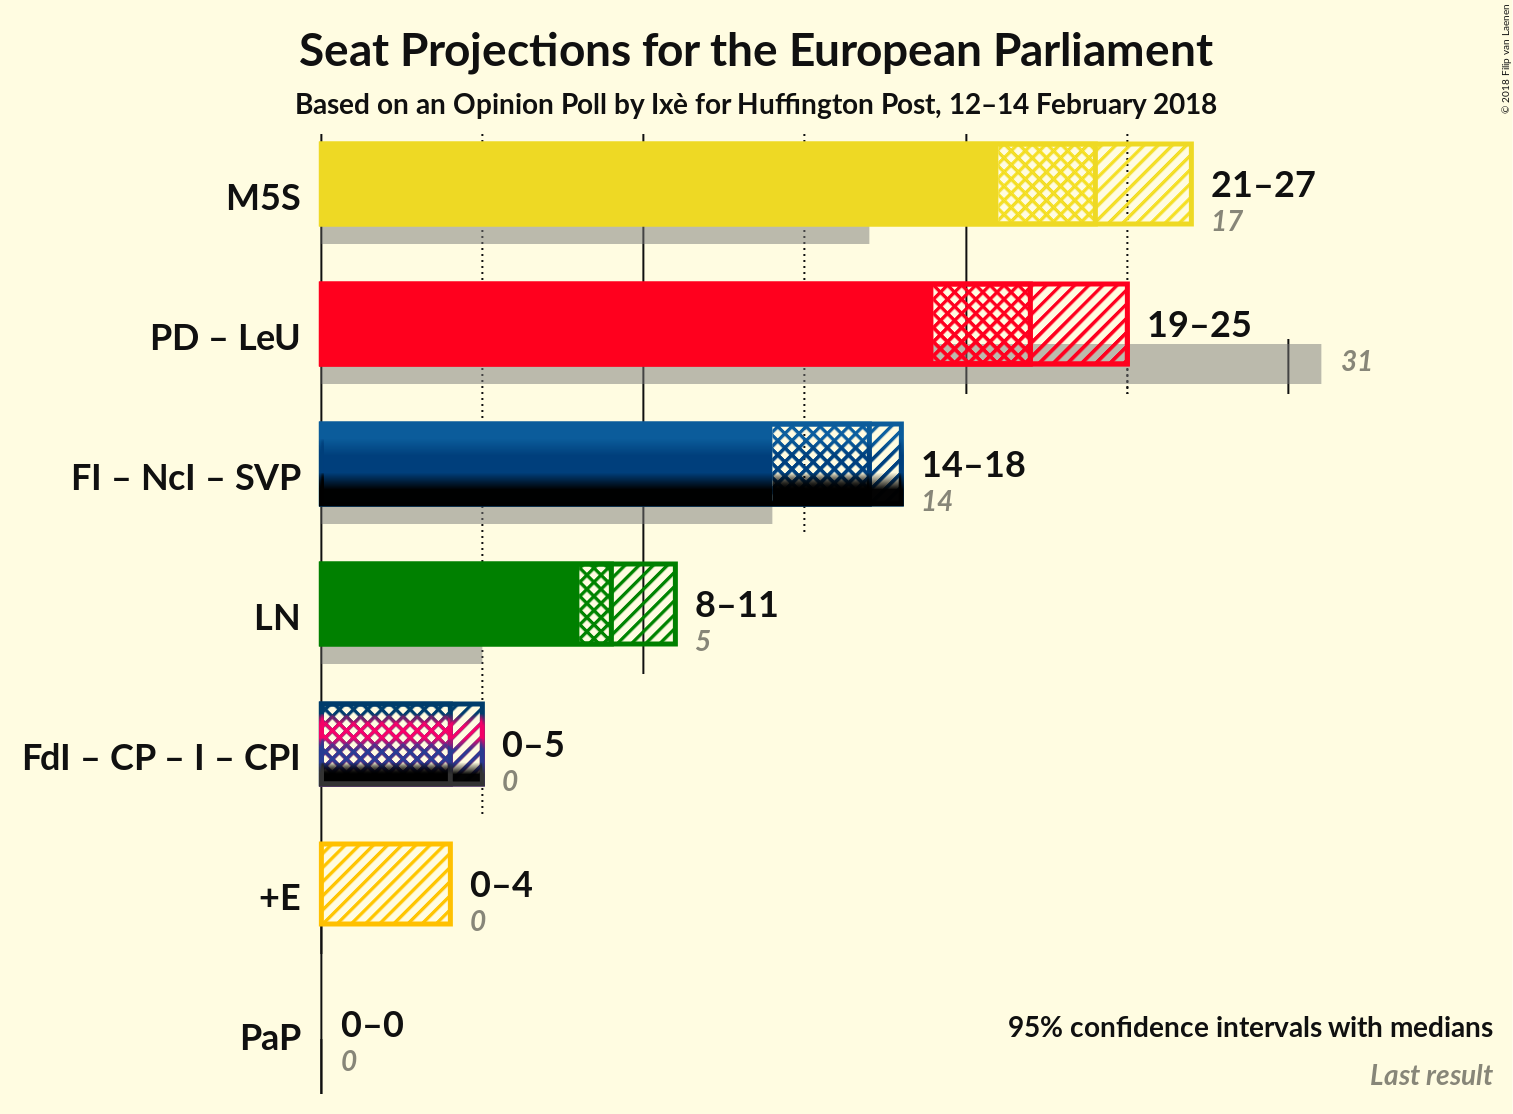 Seat Projections for the European Parliament
Based on an Opinion Poll by Ixè for Huffington Post, 12–14 February 2018
© 2018 Filip van Laenen
M5S
21–27
17
PD – LeU
19–25
31
FI – NcI – SVP
14–18
14
LN
8–11
5
FdI – CP – I – CPI
0–5
0
+E
0–4
0
PaP
0–0
0
95% confidence intervals with medians
Last result